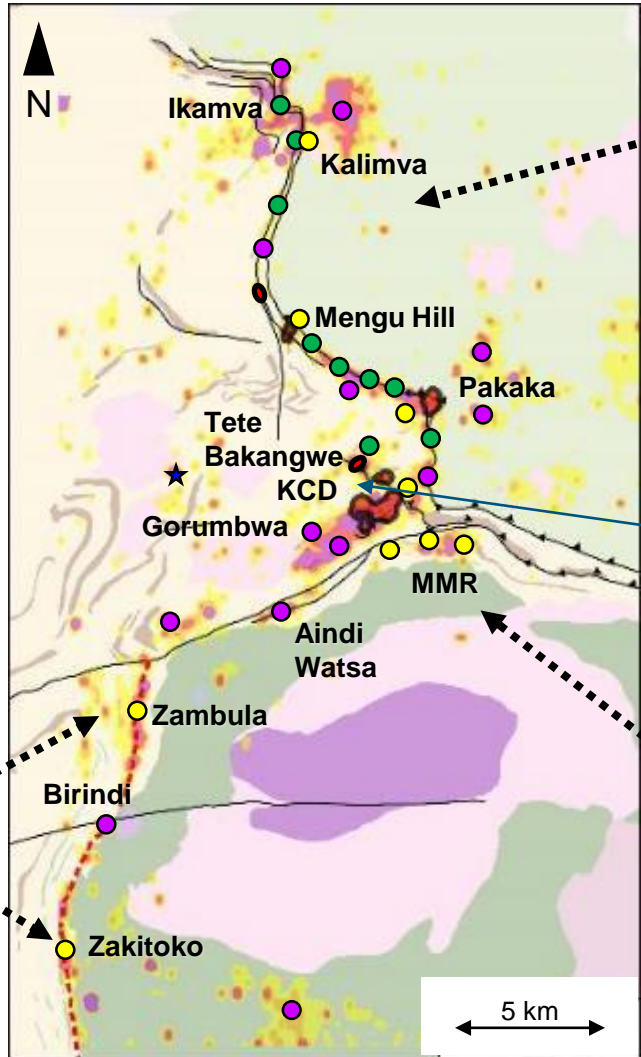 N
Ikamva
Kalimva
Mengu Hill
Pakaka
Tete
Bakangwe
KCD
Gorumbwa
MMR
Aindi
Watsa
Zambula
Birindi
Zakitoko
5 km